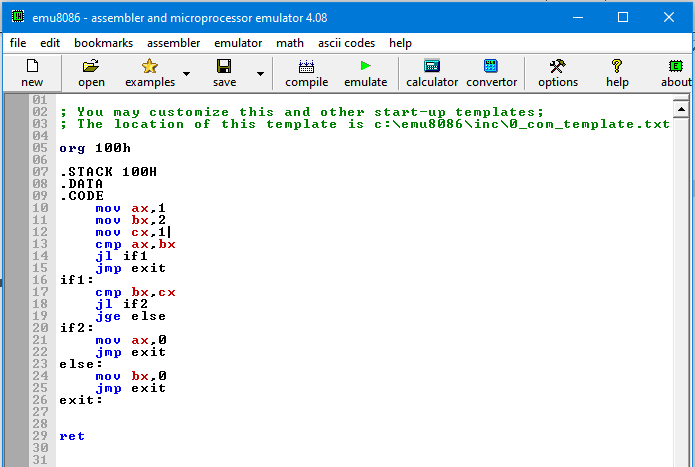 emu8086 - assembler and microprocessor emulator 4.08
file edit bookmarks assembler emulator math ascii codes help
new open examples save compile emulate calculator convertor options help about
01
02 ; You may customize this and other start-up templates;
03 ; The location of this template is c:\emu8086\inc\0_com_template.txt
04
05 org 100h
06
07 .STACK 100H
08 .DATA
09 .CODE
10 mov ax,1
11 mov bx,2
12 mov cx,1
13 cmp ax,bx
14 jl if1
15 jmp exit
16 if1:
17 cmp bx,cx
18 jl if2
19 jge else
20 if2:
21 mov ax,0
22 jmp exit
23 else:
24 mov bx,0
25 jmp exit
26 exit:
27
28
29 ret
30
31